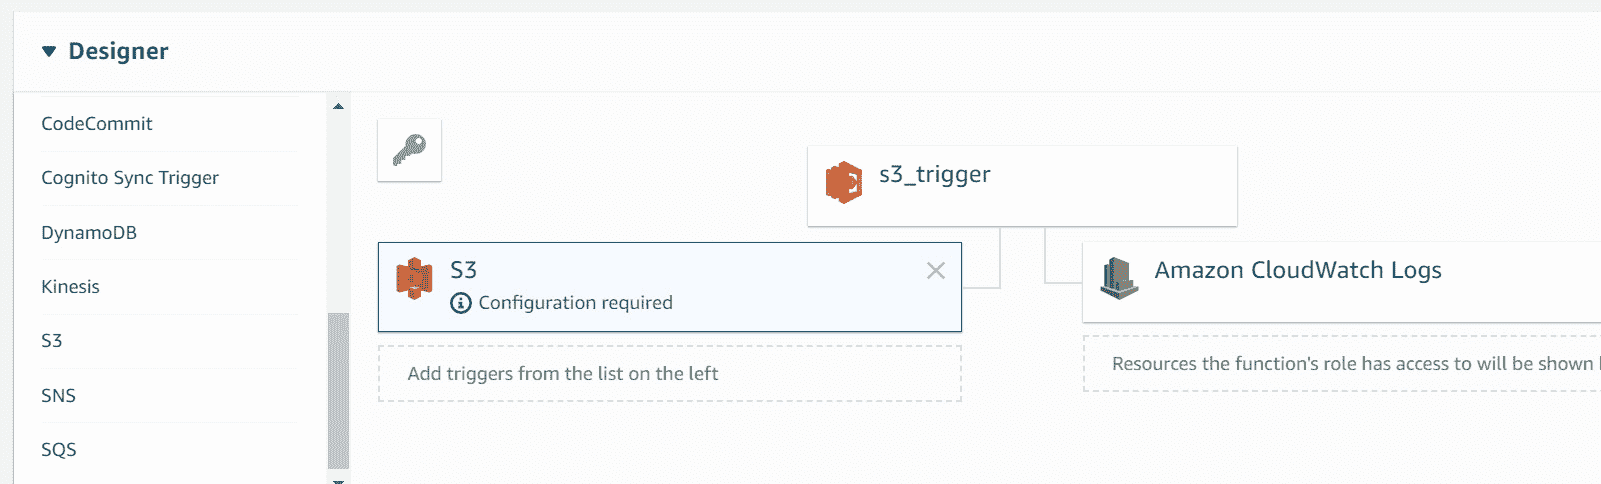 Designer
CodeCommit
Cognito Sync Trigger
DynamoDB
Kinesis
S3
SNS
SQS
s3_trigger
S3
Configuration required
Add triggers from the list on the left
Amazon CloudWatch Logs
Resources the function's role has access to will be shown